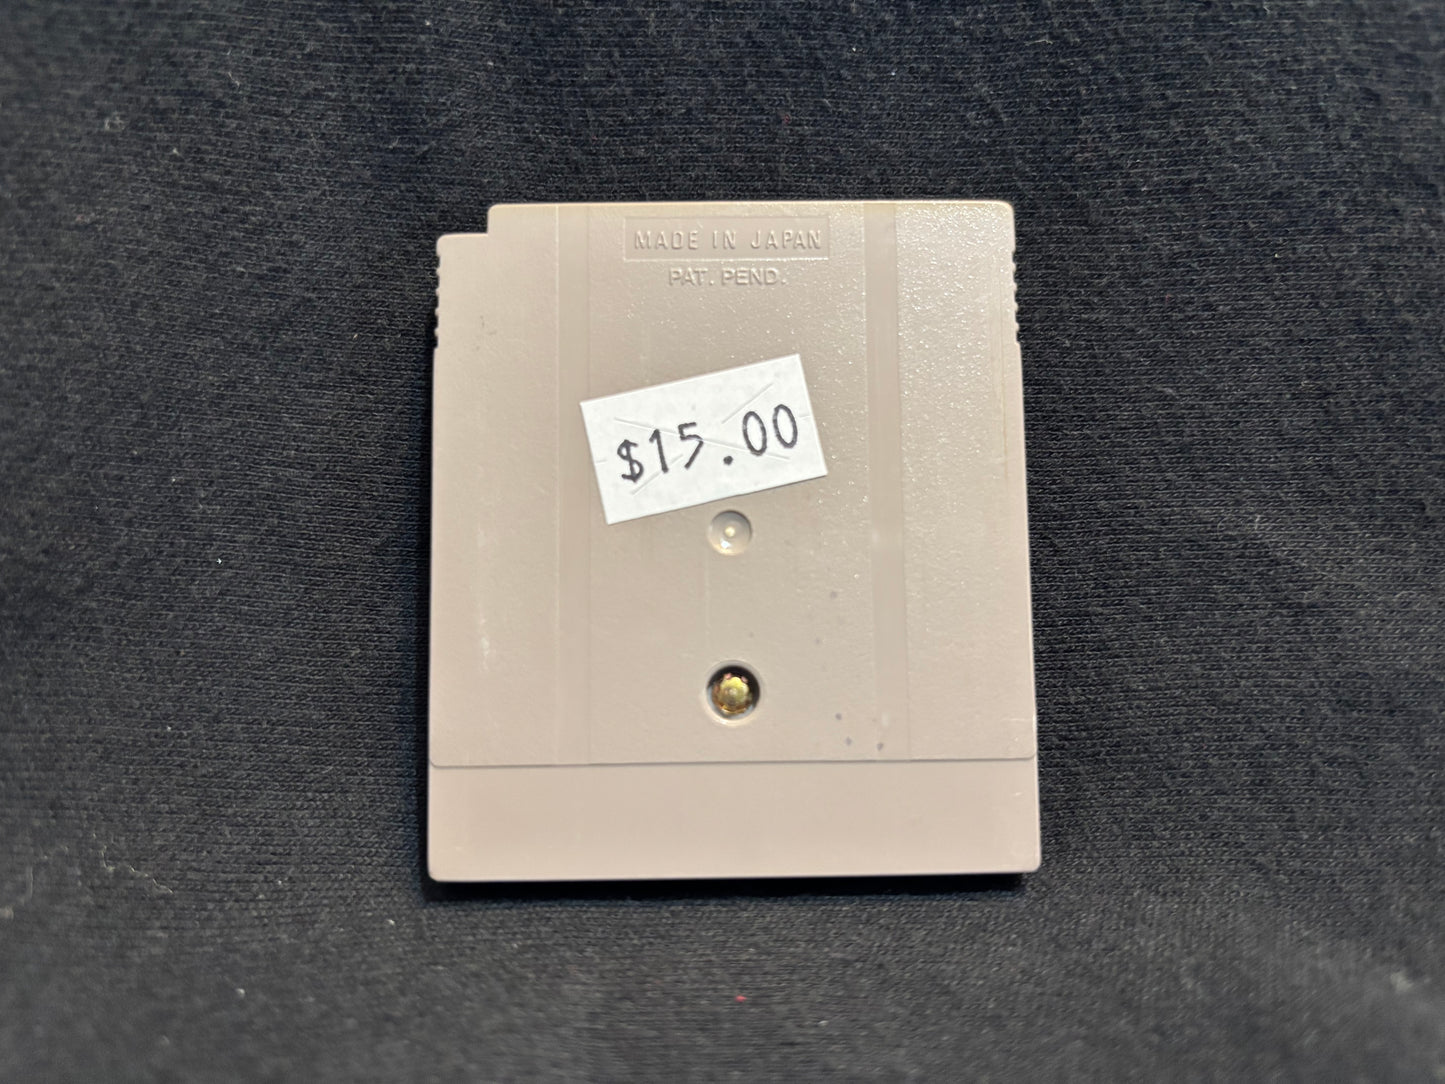 MADE IN JAPAN
PAT. PEND.
$15.00